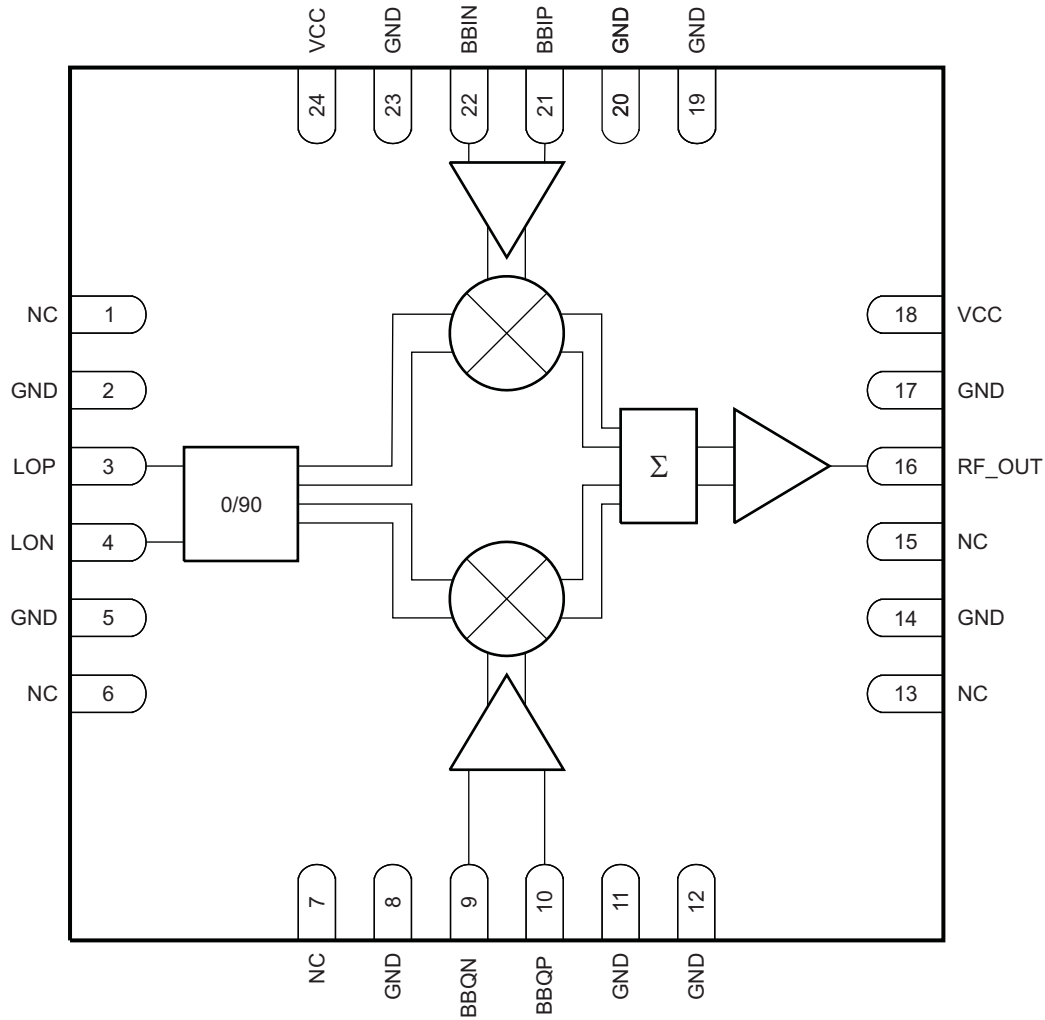 VCC
GND
BBIN
BBIP
GND
GND
24
23
22
21
20
19
NC 1
GND 2
LOP 3
LON 4
GND 5
NC 6
0/90
Σ
18 VCC
17 GND
16 RF_OUT
15 NC
14 GND
13 NC
7
8
9
10
11
12
NC
GND
BBQN
BBQP
GND
GND